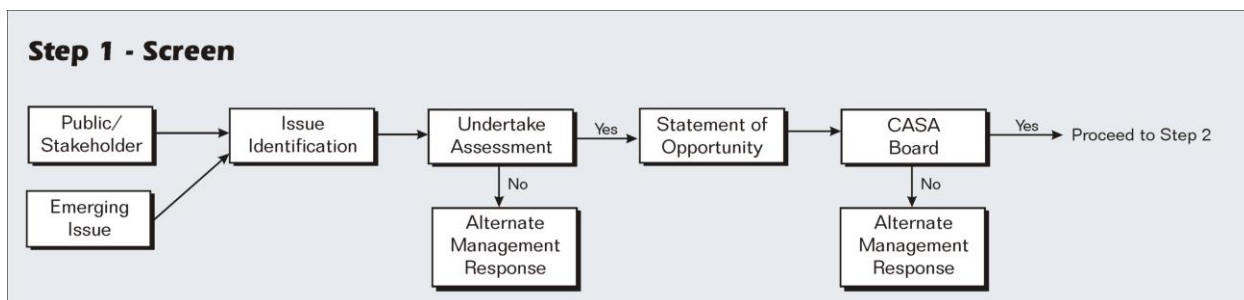 Step 1 - Screen
Public/
Stakeholder
Issue
Identification
Undertake
Assessment
Yes
Statement of
Opportunity
CASA
Board
Yes
Proceed to Step 2
Emerging
Issue
No
Alternate
Management
Response
No
Alternate
Management
Response